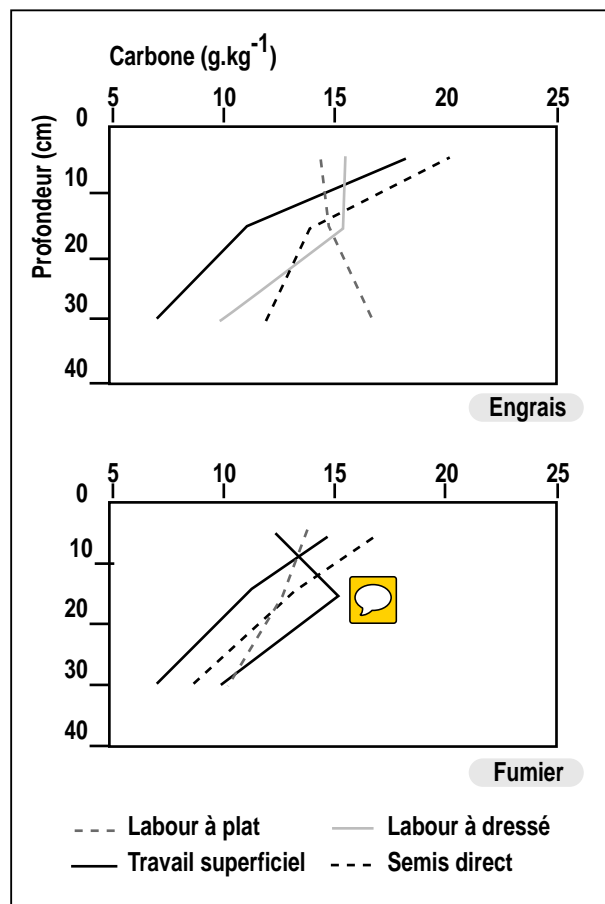 Carbone (g.kg-1)
5 10 15 20 25
0
10
20
30
40
Profondeur (cm)
Engrais
5 10 15 20 25
0
10
20
30
40
Fumier
Labour à plat Labour à dressé
Travail superficiel Semis direct